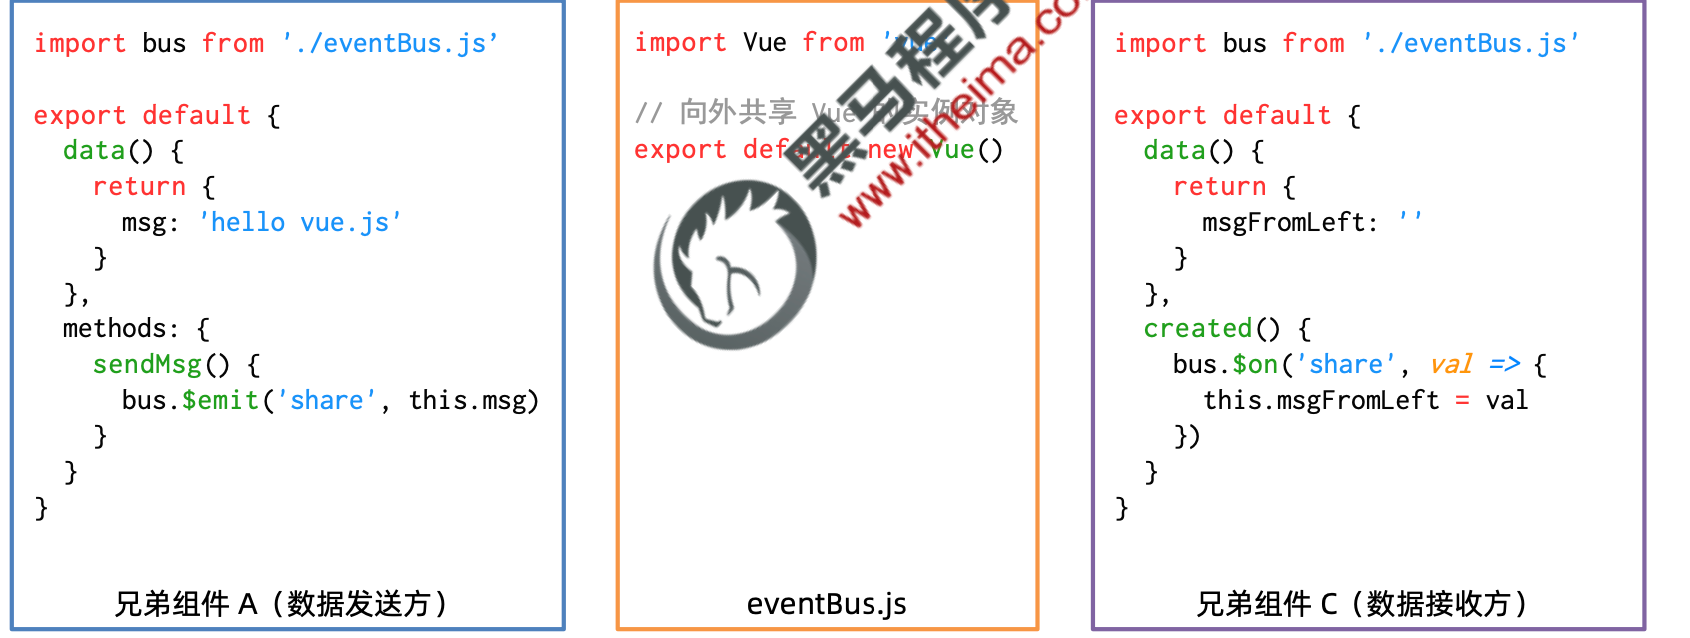 import bus from './eventBus.js’
export default {
data() {
return {
msg: 'hello vue.js'
}
},
methods: {
sendMsg() {
bus.$emit('share', this.msg)
}
}
}
兄弟组件 A（数据发送方）
import Vue from 'vue'
// 向外共享 Vue 的实例对象
export default new Vue()
黑马程序
www.itheima.co
eventBus.js
import bus from './eventBus.js'
export default {
data() {
return {
msgFromLeft: ''
}
},
created() {
bus.$on('share', val => {
this.msgFromLeft = val
})
}
}
兄弟组件 C（数据接收方）